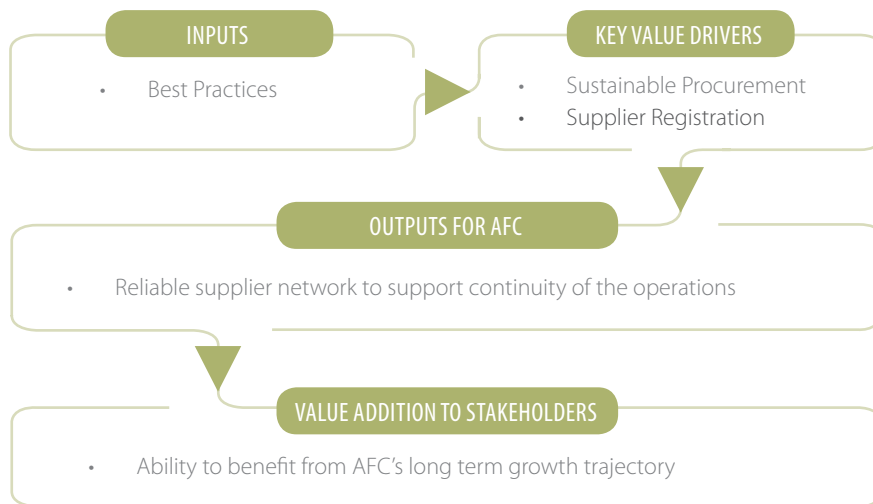 INPUTS
• Best Practices
KEY VALUE DRIVERS
• Sustainable Procurement
• Supplier Registration
OUTPUTS FOR AFC
• Reliable supplier network to support continuity of the operations
VALUE ADDITION TO STAKEHOLDERS
• Ability to benefit from AFC's long term growth trajectory